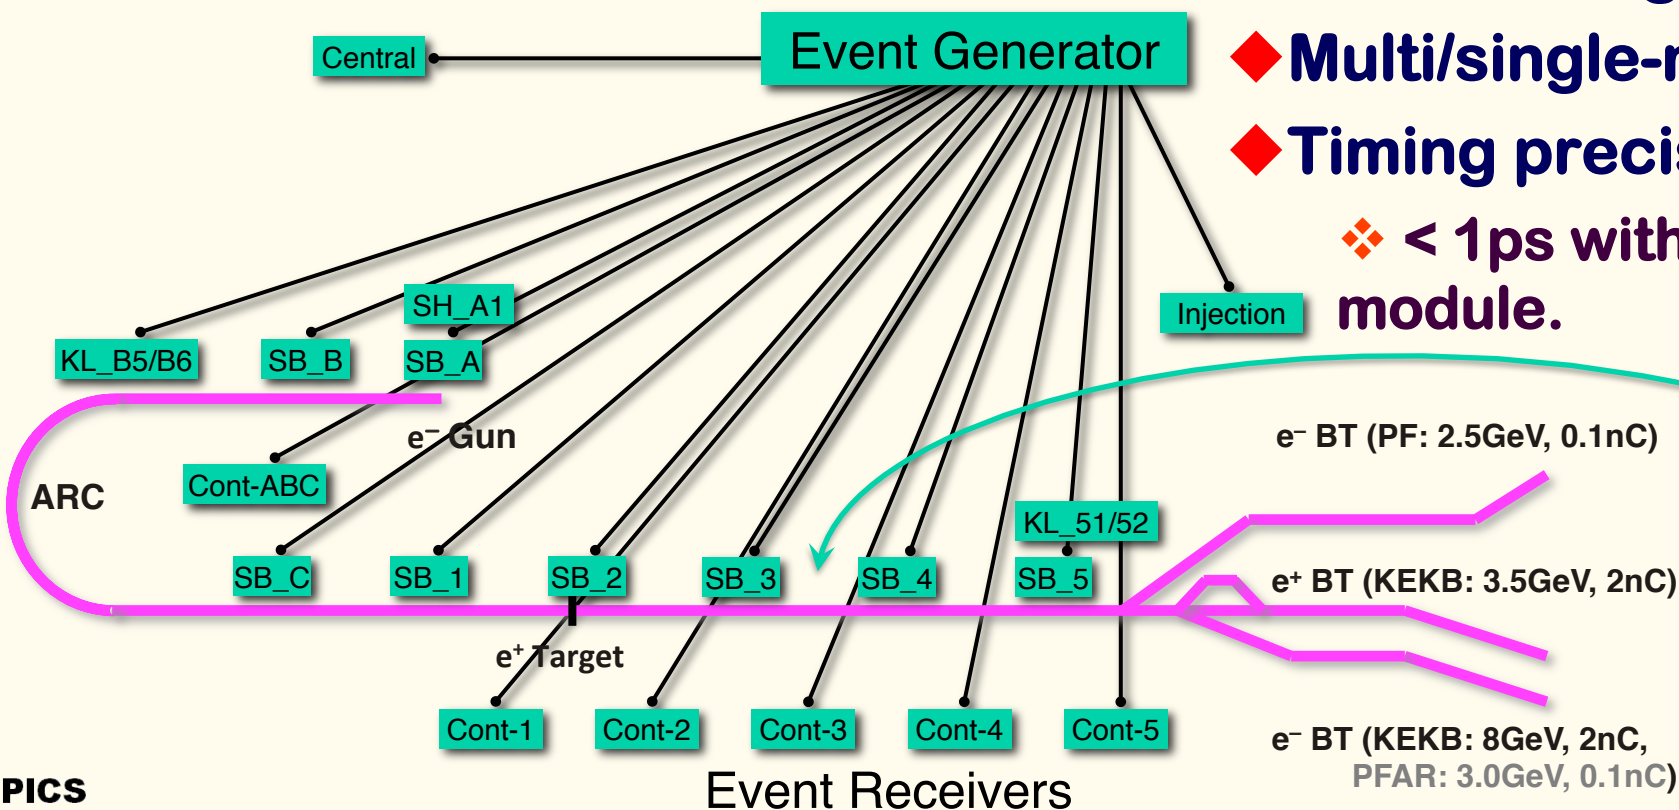 Event Generator
Central
Multi/single-
Timing
< 1ps with
module.
SH_A1
Injection
KL_B5/B6
SB_B
SB_A
e– Gun
e– BT (PF: 2.5GeV, 0.1nC)
Cont-ABC
ARC
KL_51/52
SB_C
SB_1
SB_2
SB_3
SB_4
SB_5
e+ BT (KEKB: 3.5GeV, 2nC)
e+ Target
Cont-1
Cont-2
Cont-3
Cont-4
Cont-5
e– BT (KEKB: 8GeV, 2nC,
PFAR: 3.0GeV, 0.1nC)
PICS
Event Receivers